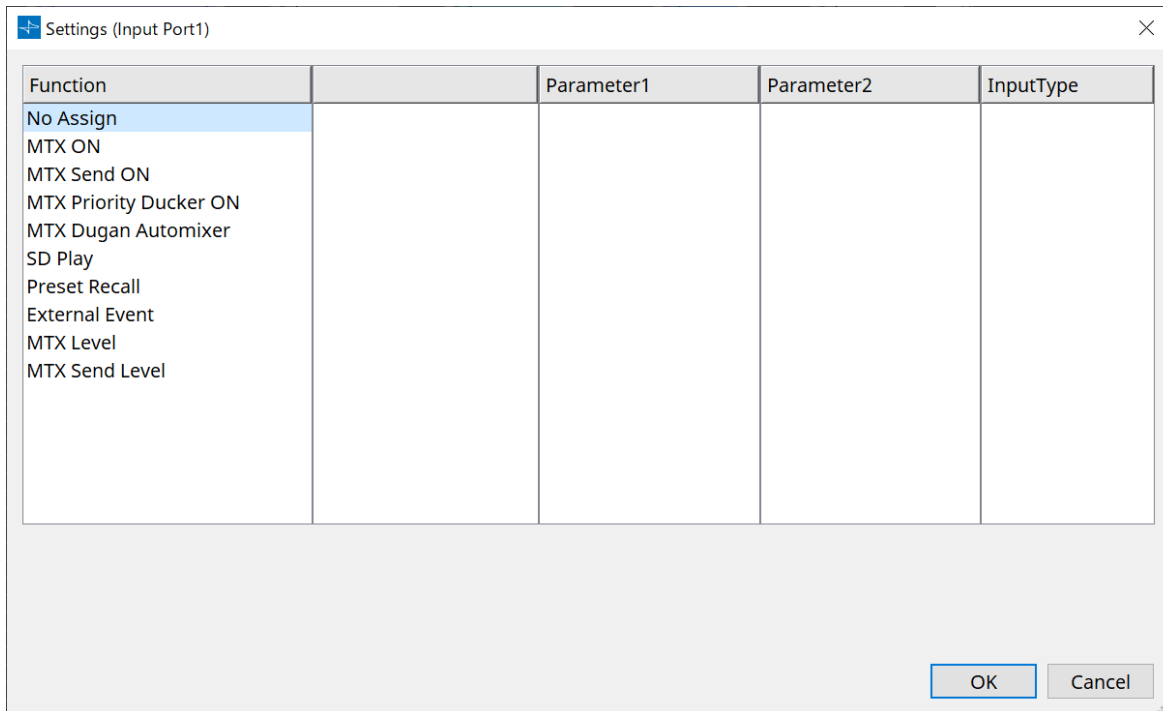 Settings (Input Port1)
Function Parameter1 Parameter2 InputType
No Assign
MTX ON
MTX Send ON
MTX Priority Ducker ON
MTX Dugan Automixer
SD Play
Preset Recall
External Event
MTX Level
MTX Send Level
OK Cancel